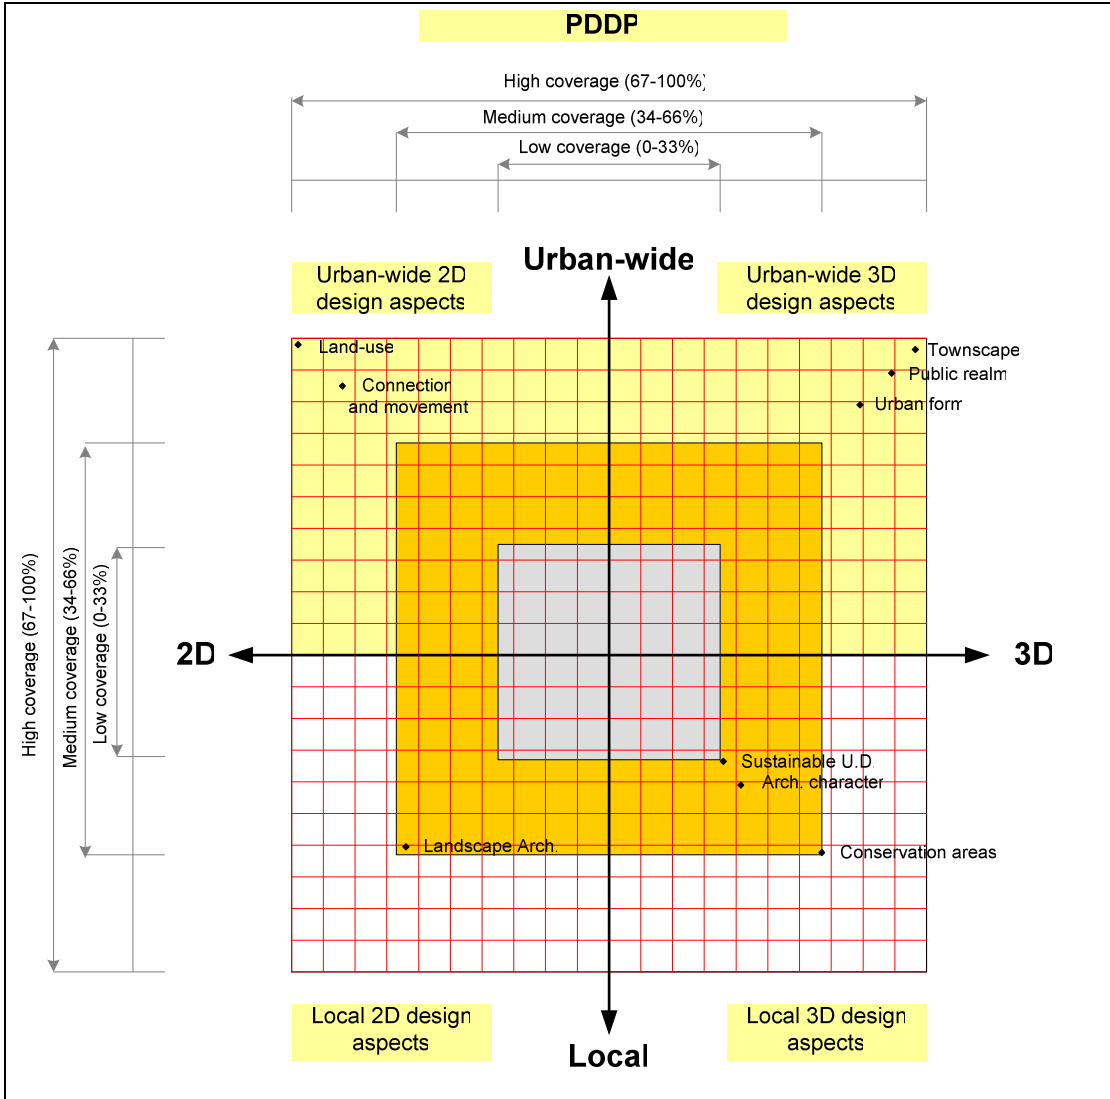 PDDP
High coverage (67-100%)
Medium coverage (34-66%)
Low coverage (0-33%)
Urban-wide
Urban-wide 2D
design aspects
Urban-wide 3D
design aspects
Land-use
Connection
and movement
Townscape
Public realm
Urban form
High coverage (67-100%)
Medium coverage (34-66%)
Low coverage (0-33%)
2D
3D
Sustainable U.D.
Arch. character
Landscape Arch.
Conservation areas
Local 2D design
aspects
Local 3D design
aspects
Local